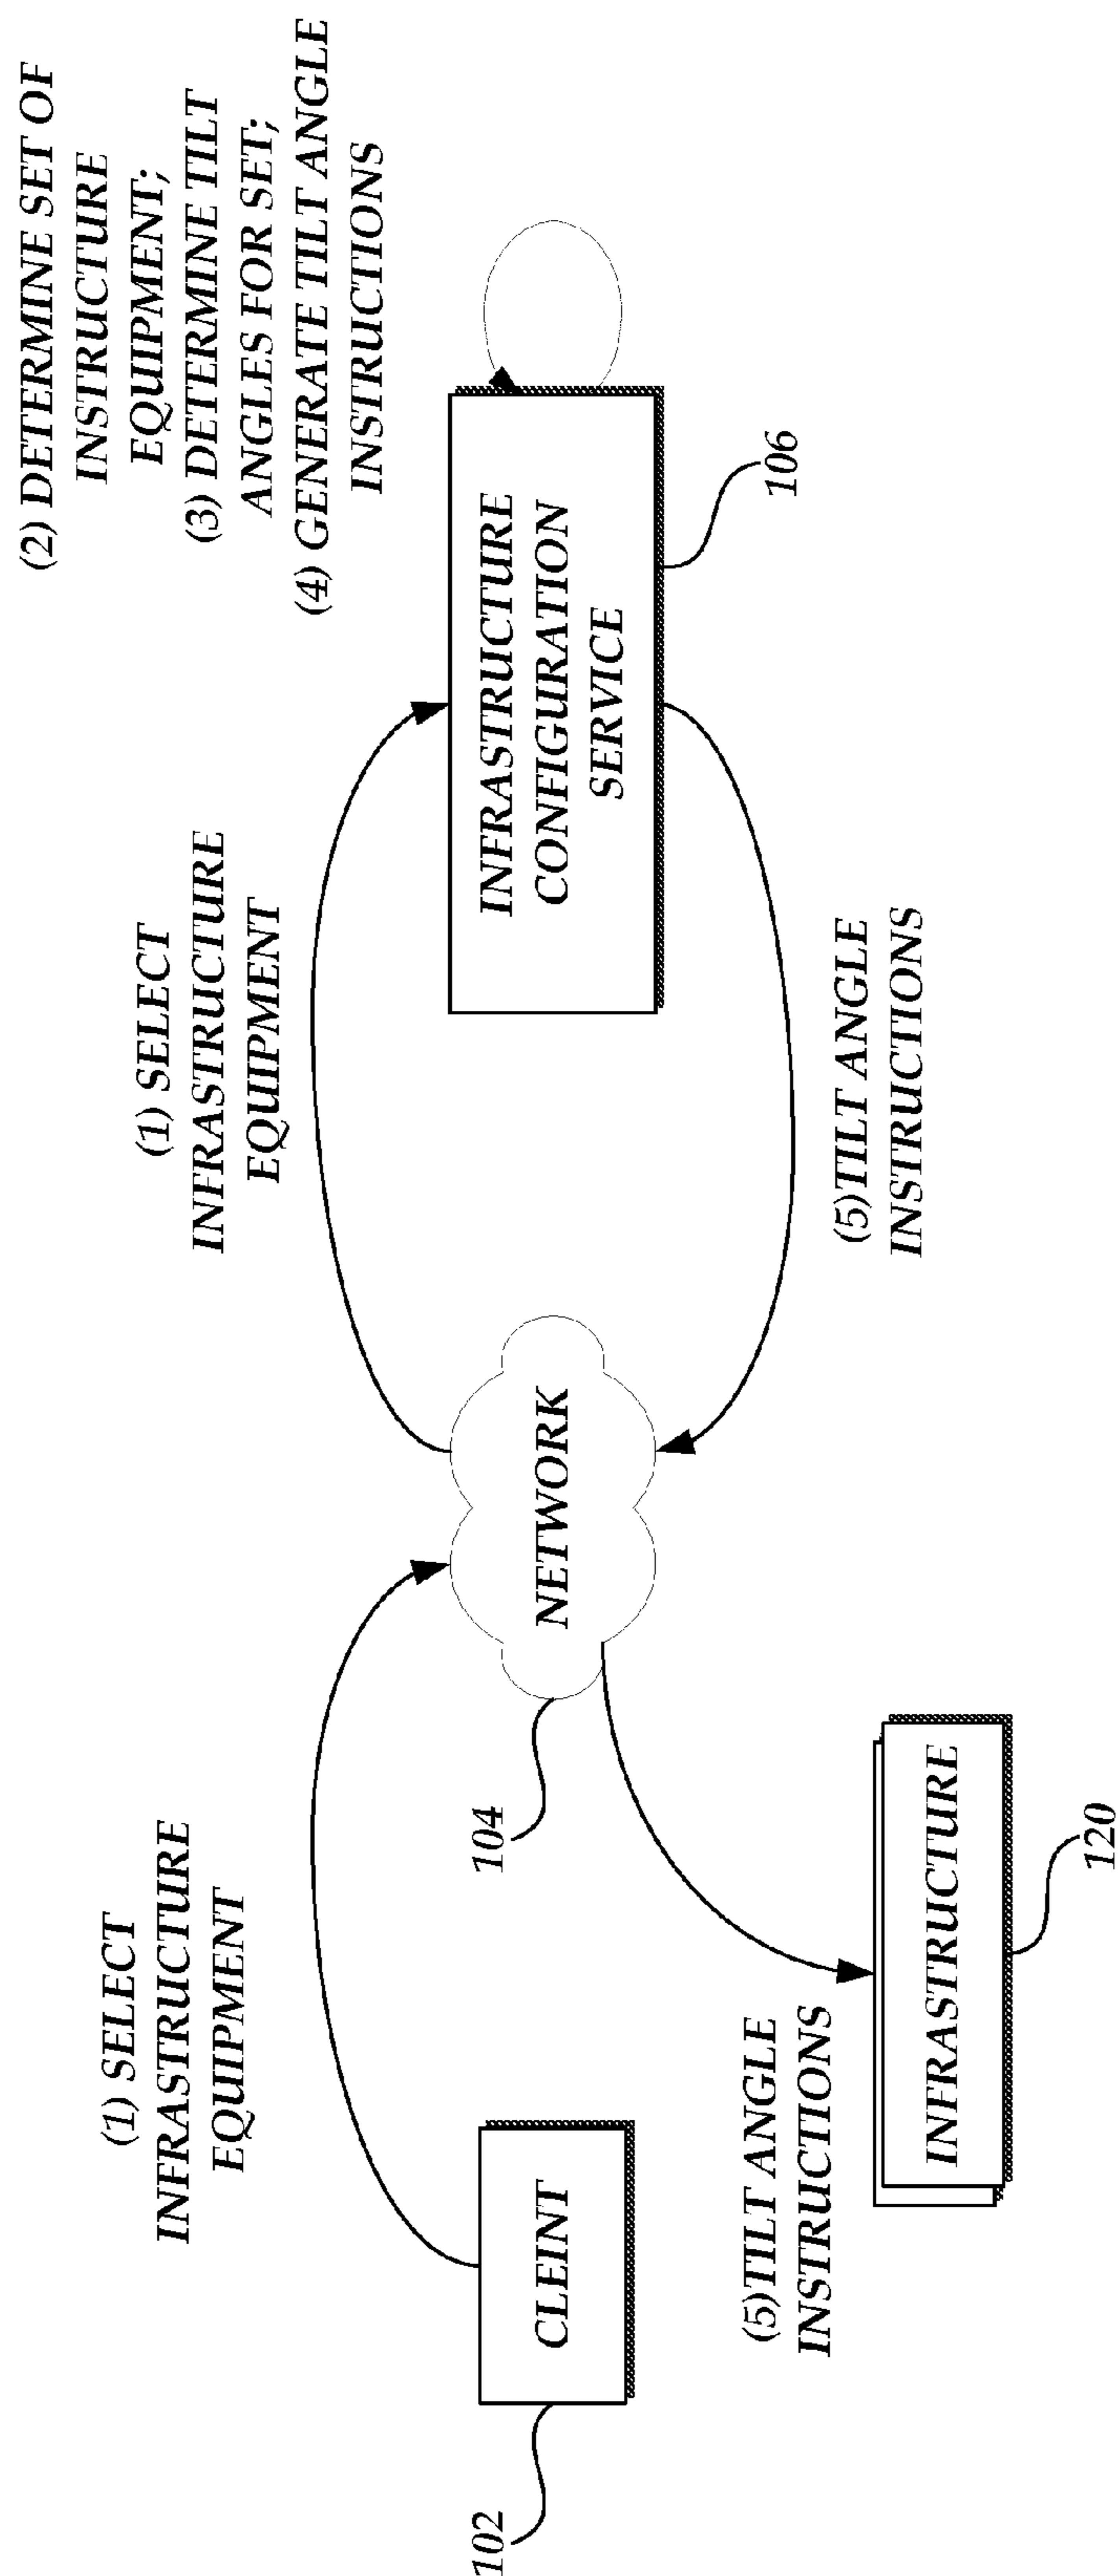 (1) SELECT
INFRASTRUCTURE
EQUIPMENT
(1) SELECT
INFRASTRUCTURE
EQUIPMENT
(2) DETERMINE SET OF
INSTRUCTURE
EQUIPMENT;
(3) DETERMINE TILT
ANGLES FOR SET;
(4) GENERATE TILT ANGLE
INSTRUCTIONS
102
CLEINT
104
NETWORK
INFRASTRUCTURE
CONFIGURATION
SERVICE
106
(5)TILT ANGLE
INSTRUCTIONS
(5)TILT ANGLE
INSTRUCTIONS
INFRASTRUCTURE
120